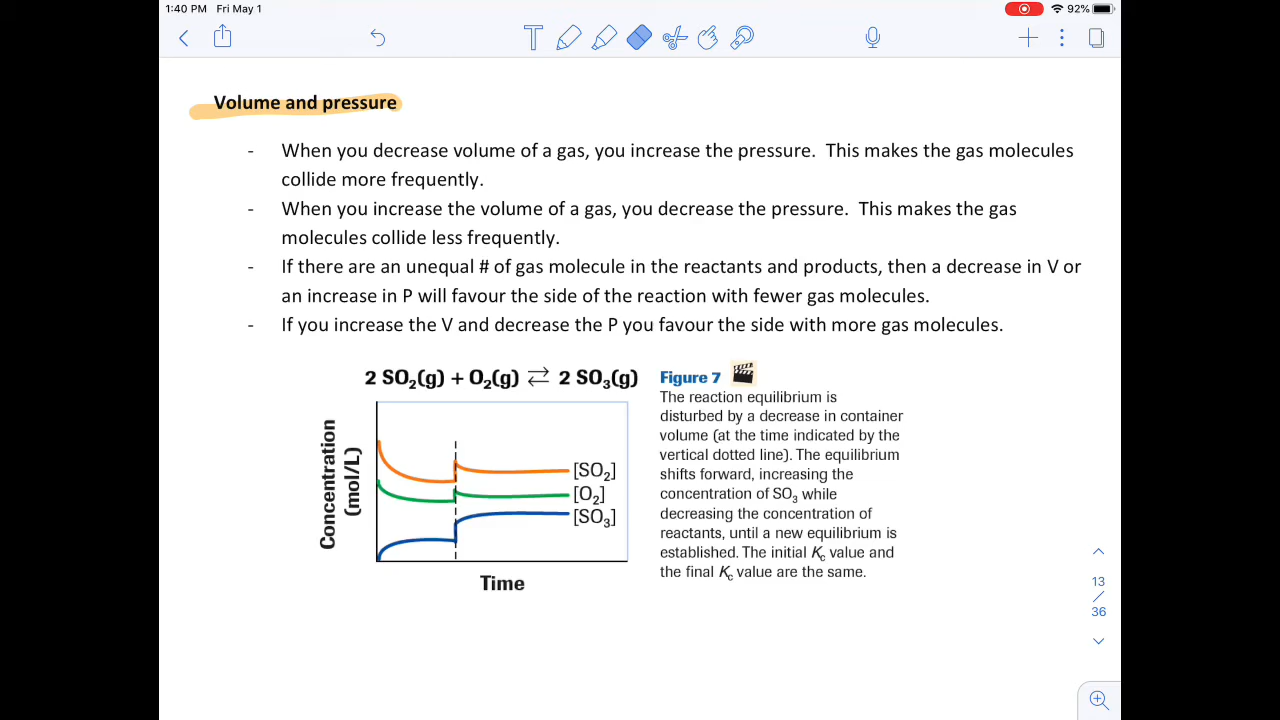 1:40 PM Fri May 1
92%
Volume and pressure
- When you decrease volume of a gas, you increase the pressure. This makes the gas molecules
collide more frequently.
- When you increase the volume of a gas, you decrease the pressure. This makes the gas
molecules collide less frequently.
- If there are an unequal # of gas molecule in the reactants and products, then a decrease in V or
an increase in P will favour the side of the reaction with fewer gas molecules.
- If you increase the V and decrease the P you favour the side with more gas molecules.
2 SO₂(g) + O₂(g) ⇄ 2 SO₃(g)
Concentration
(mol/L)
[SO₂]
[O₂]
[SO₃]
Time
Figure 7
The reaction equilibrium is
disturbed by a decrease in container
volume (at the time indicated by the
vertical dotted line). The equilibrium
shifts forward, increasing the
concentration of SO₃ while
decreasing the concentration of
reactants, until a new equilibrium is
established. The initial K꜀ value and
the final K꜀ value are the same.
13
/
36